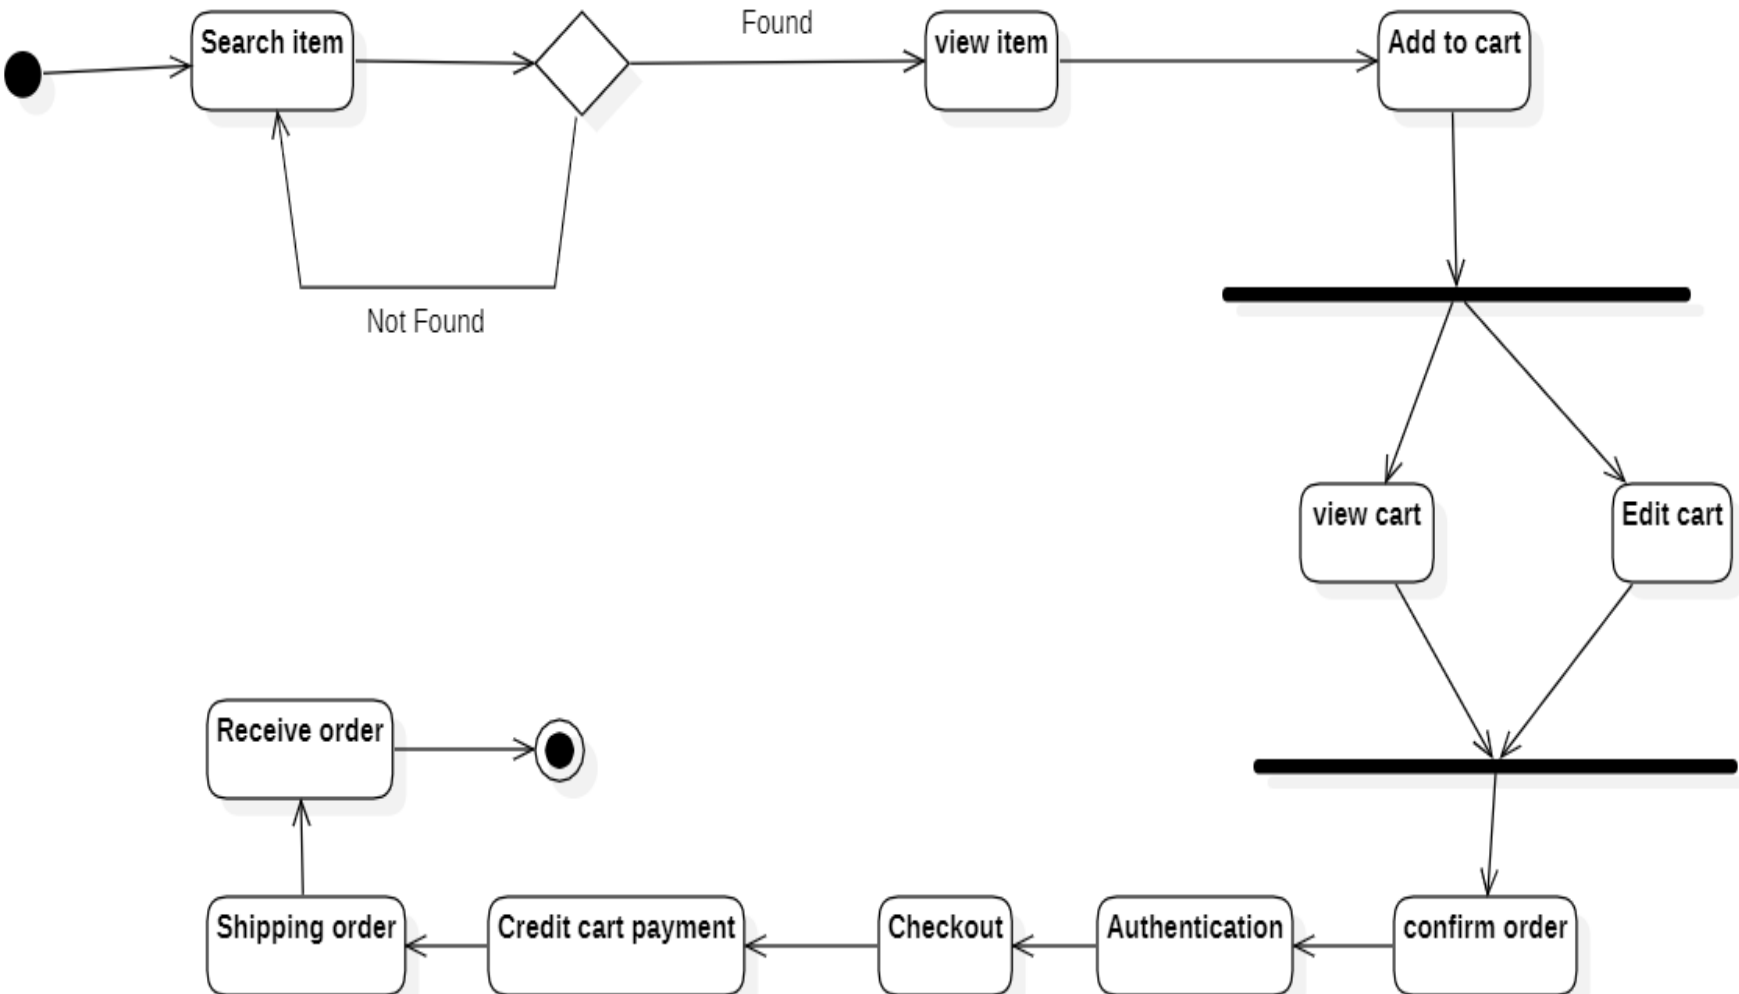 Search item
Found
view item
Add to cart
Not Found
view cart
Edit cart
Receive order
Shipping order
Credit cart payment
Checkout
Authentication
confirm order